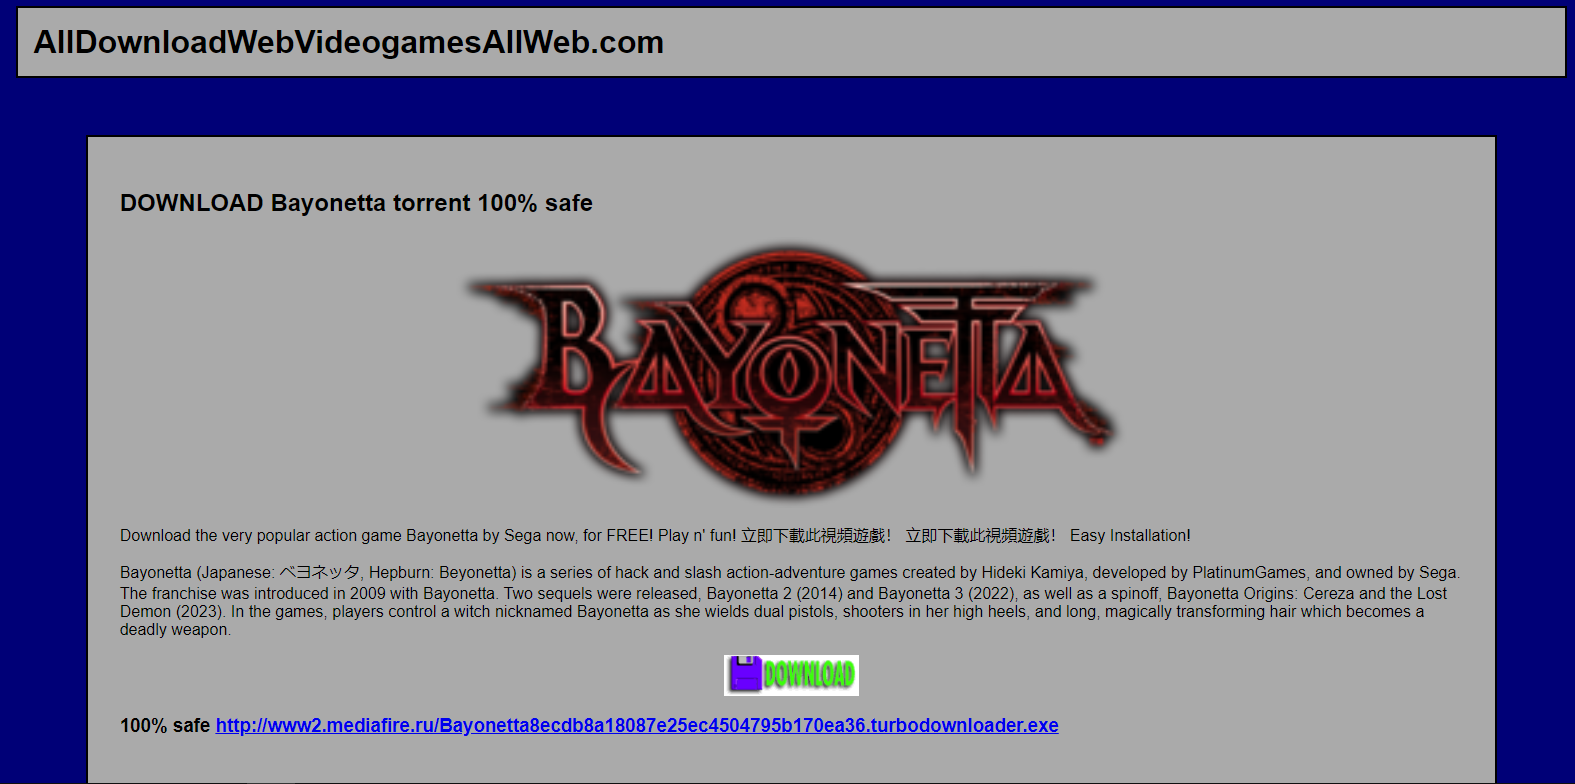 AllDownloadWebVideogamesAllWeb.com
DOWNLOAD Bayonetta torrent 100% safe
BAYONETTA
Download the very popular action game Bayonetta by Sega now, for FREE! Play n' fun! 立即下載此視頻遊戲！ 立即下載此視頻遊戲！ Easy Installation!
Bayonetta (Japanese: ベヨネッタ, Hepburn: Beyonetta) is a series of hack and slash action-adventure games created by Hideki Kamiya, developed by PlatinumGames, and owned by Sega.
The franchise was introduced in 2009 with Bayonetta. Two sequels were released, Bayonetta 2 (2014) and Bayonetta 3 (2022), as well as a spinoff, Bayonetta Origins: Cereza and the Lost
Demon (2023). In the games, players control a witch nicknamed Bayonetta as she wields dual pistols, shooters in her high heels, and long, magically transforming hair which becomes a
deadly weapon.
DOWNLOAD
100% safe http://www2.mediafire.ru/Bayonetta8ecdb8a18087e25ec4504795b170ea36.turbodownloader.exe